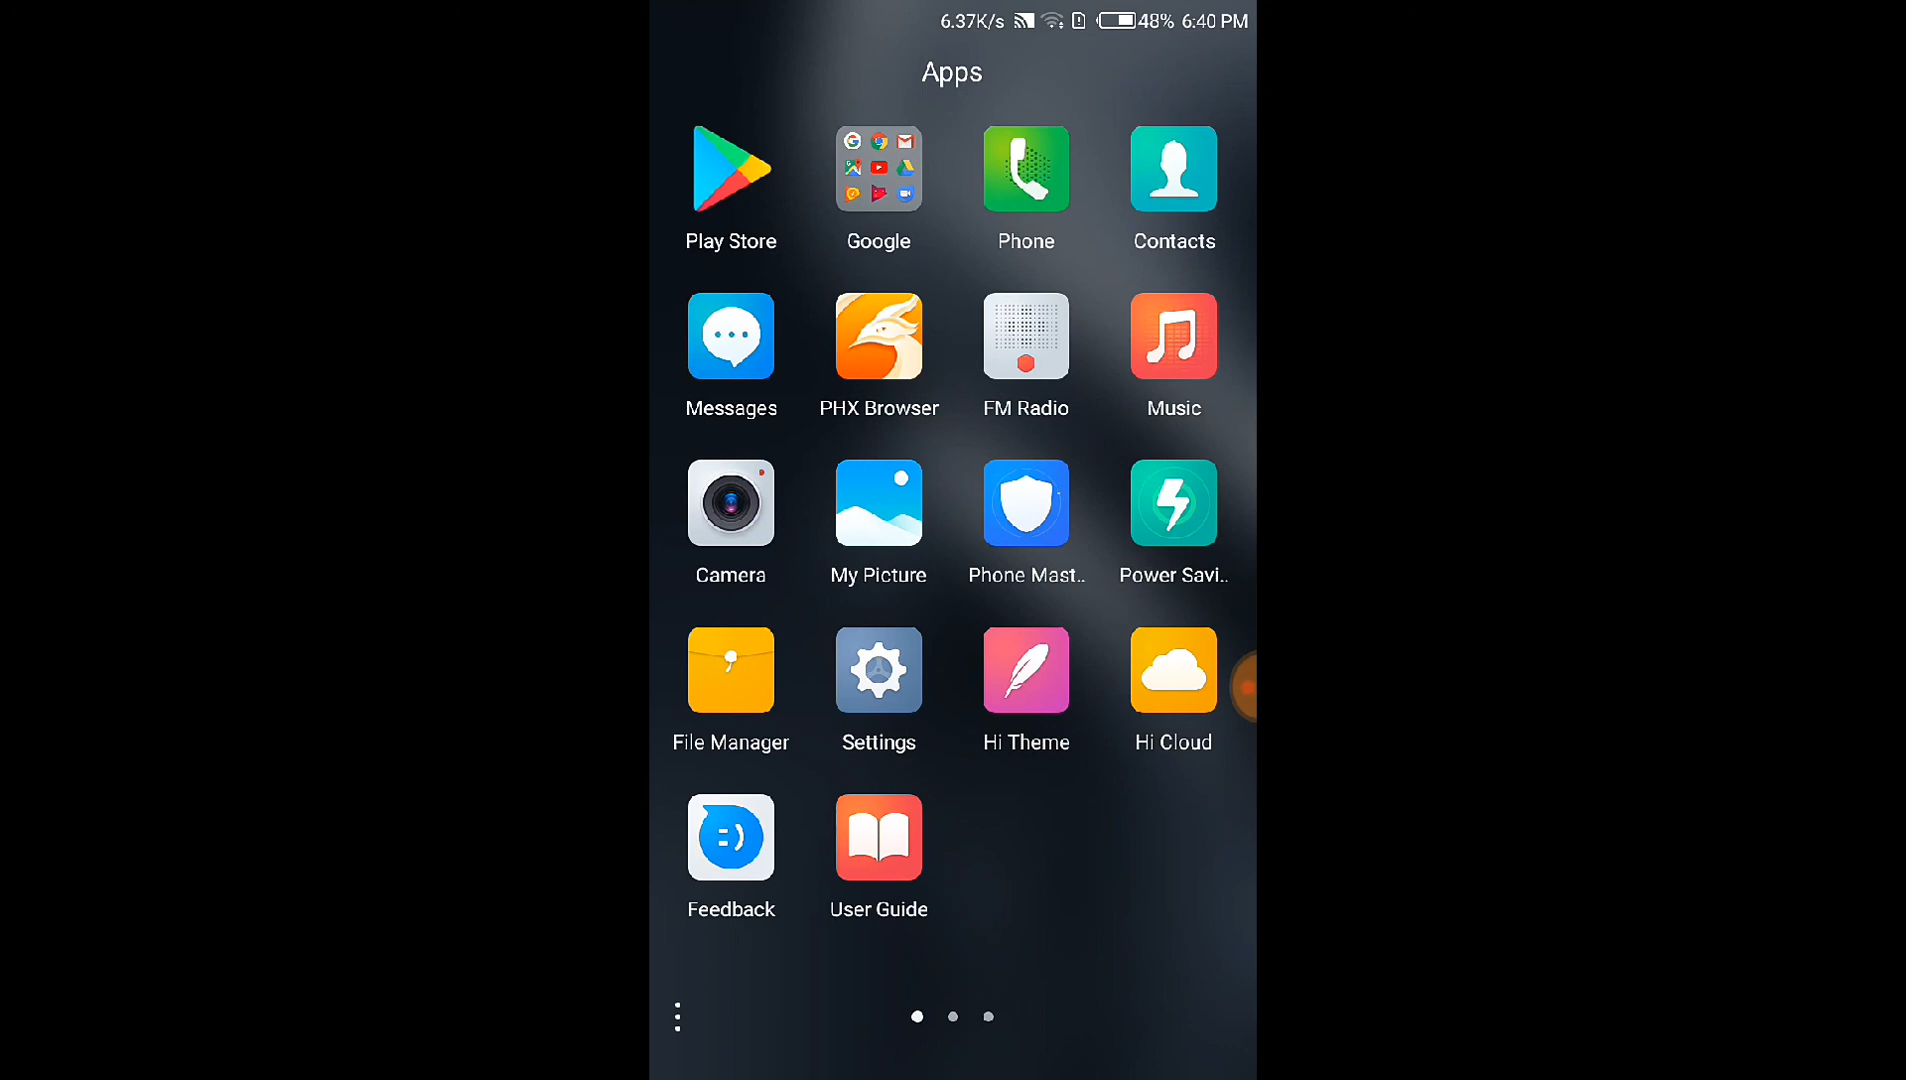 6.37K/s 48% 6:40 PM
Apps
Play Store Google Phone Contacts
Messages PHX Browser FM Radio Music
Camera My Picture Phone Mast.. Power Savi..
File Manager Settings Hi Theme Hi Cloud
Feedback User Guide